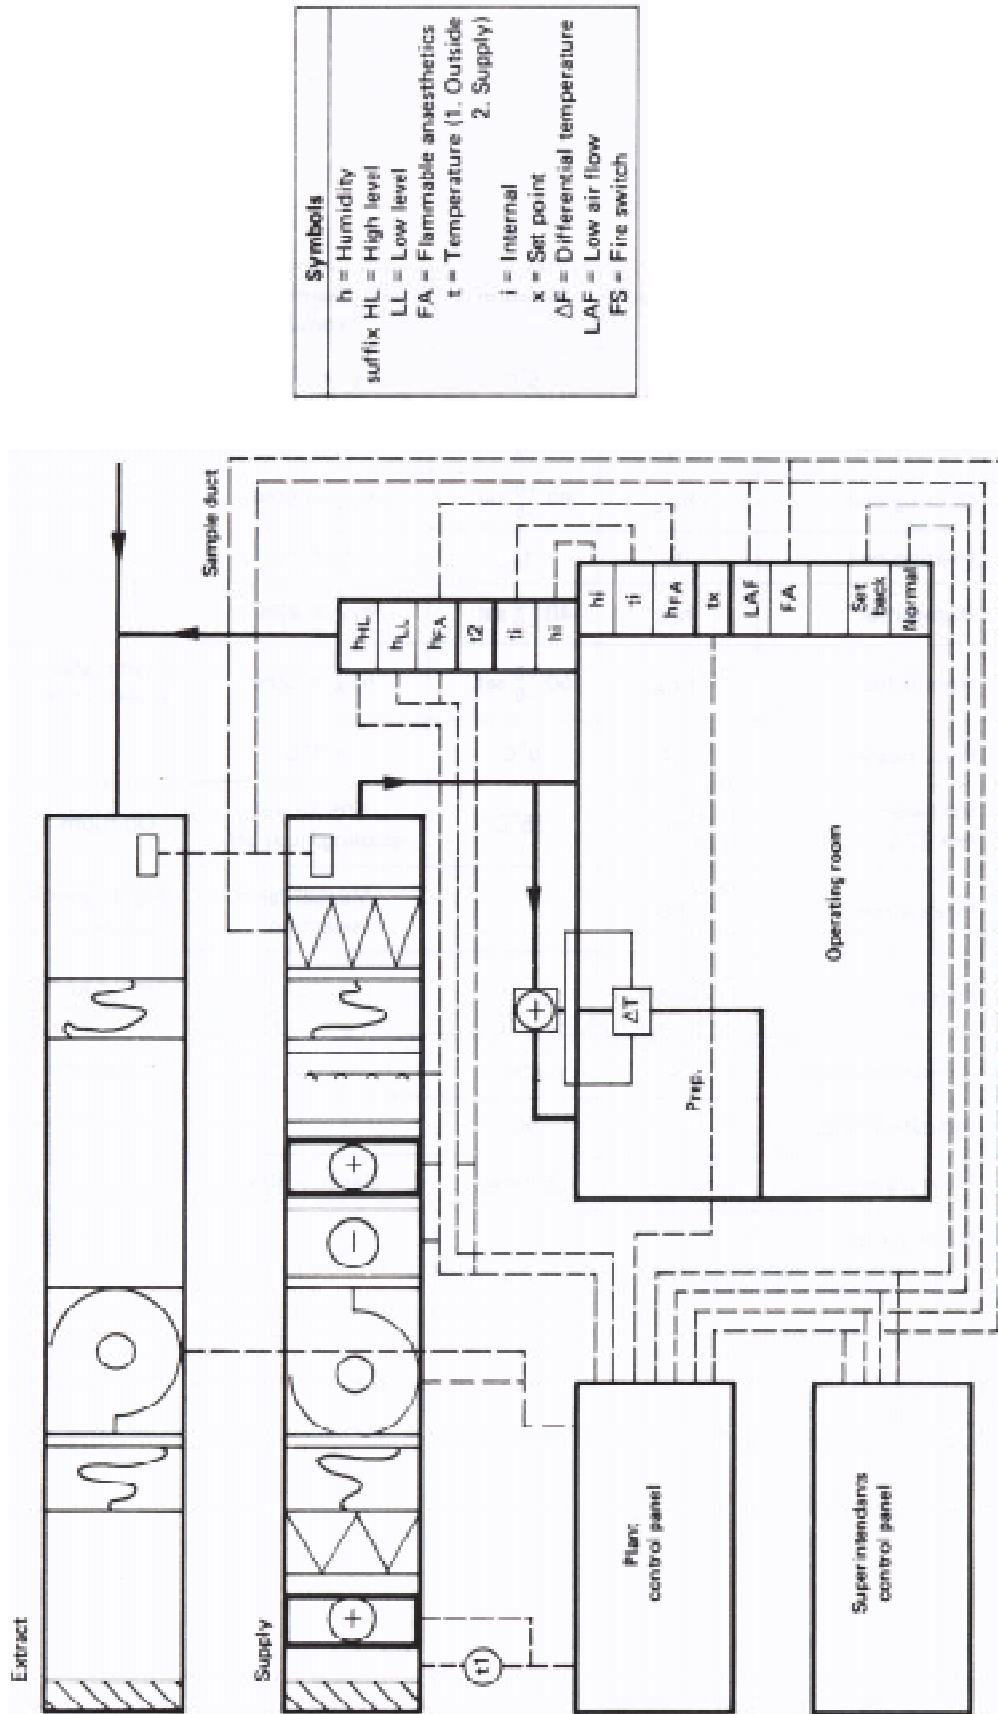 Extract
Supply
Sample duct
t1
hHL
hLL
hFA
t2
ti
hi
hi
ti
hFA
tx
LAF
FA
Set
back
Normal
ΔT
Prep.
Operating room
Plant
control panel
Superintendants
control panel
Symbols
h = Humidity
suffix HL = High level
LL = Low level
FA = Flammable anaesthetics
t = Temperature (1. Outside
2. Supply)
i = Internal
x = Set point
ΔF = Differential temperature
LAF = Low air flow
FS = Fire switch